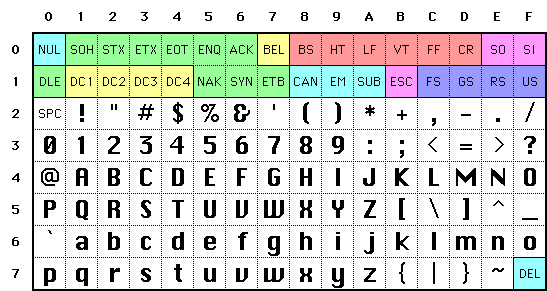 0 1 2 3 4 5 6 7 8 9 A B C D E F
0 NUL SOH STX ETX EOT ENQ ACK BEL BS HT LF VT FF CR SO SI
1 DLE DC1 DC2 DC3 DC4 NAK SYN ETB CAN EM SUB ESC FS GS RS US
2 SPC ! " # $ % & ' ( ) * + , - . /
3 0 1 2 3 4 5 6 7 8 9 : ; < = > ?
4 @ A B C D E F G H I J K L M N O
5 P Q R S T U V W X Y Z [ \ ] ^ _
6 ` a b c d e f g h i j k l m n o
7 p q r s t u v w x y z { | } ~ DEL